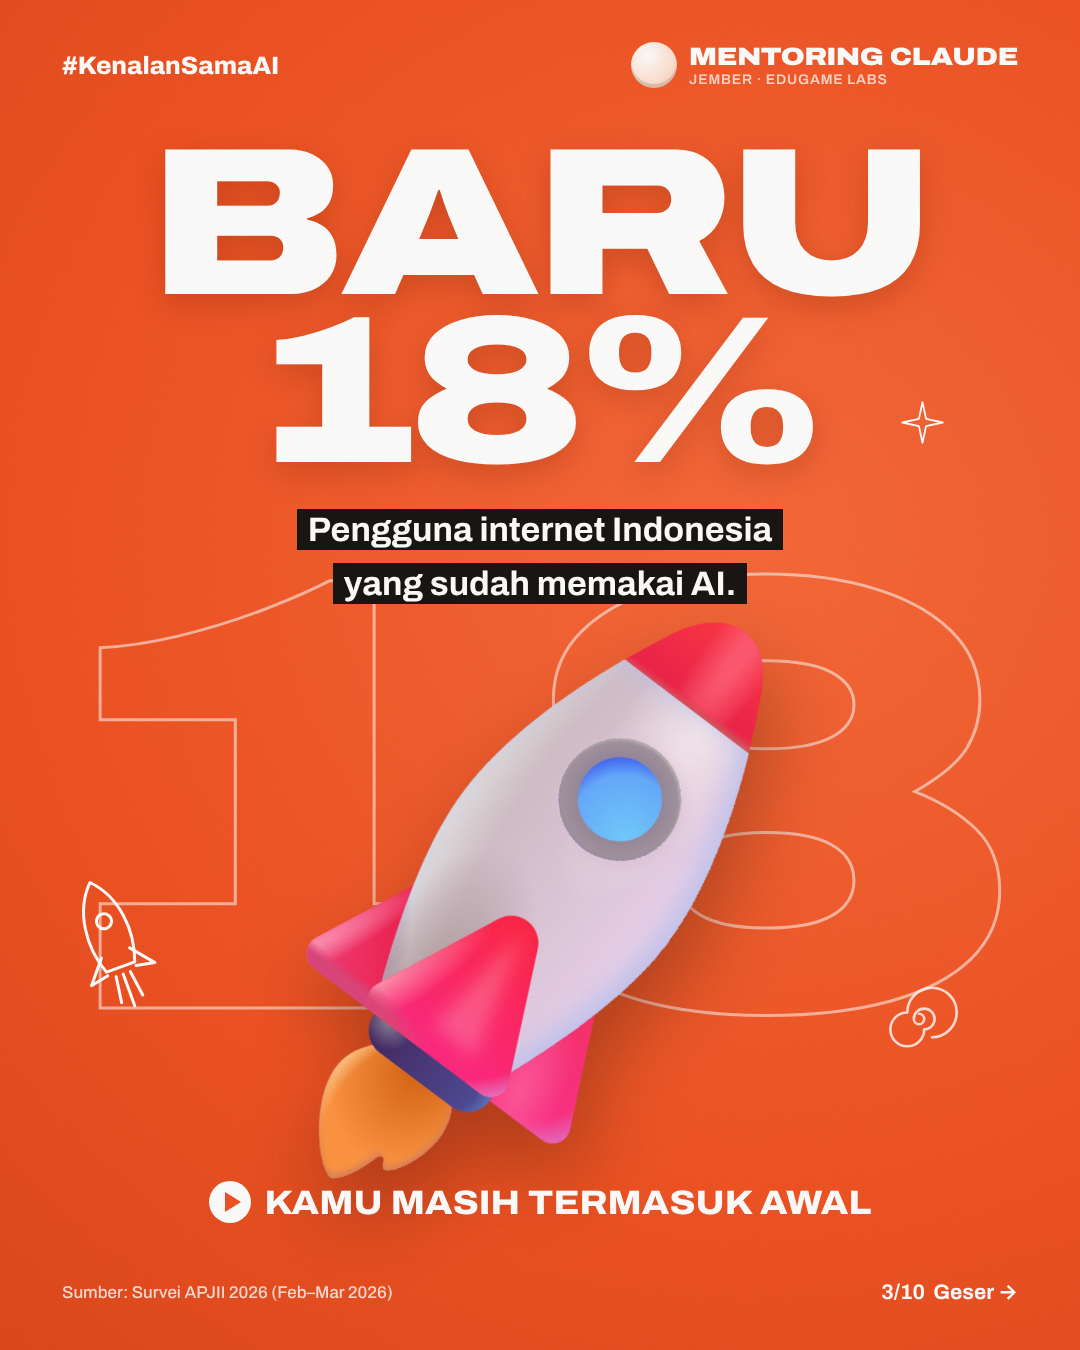 #KenalanSamaAI
MENTORING CLAUDE
JEMBER · EDUGAME LABS
BARU
18%
Pengguna internet Indonesia
yang sudah memakai AI.
18
KAMU MASIH TERMASUK AWAL
Sumber: Survei APJII 2026 (Feb–Mar 2026)
3/10 Geser →